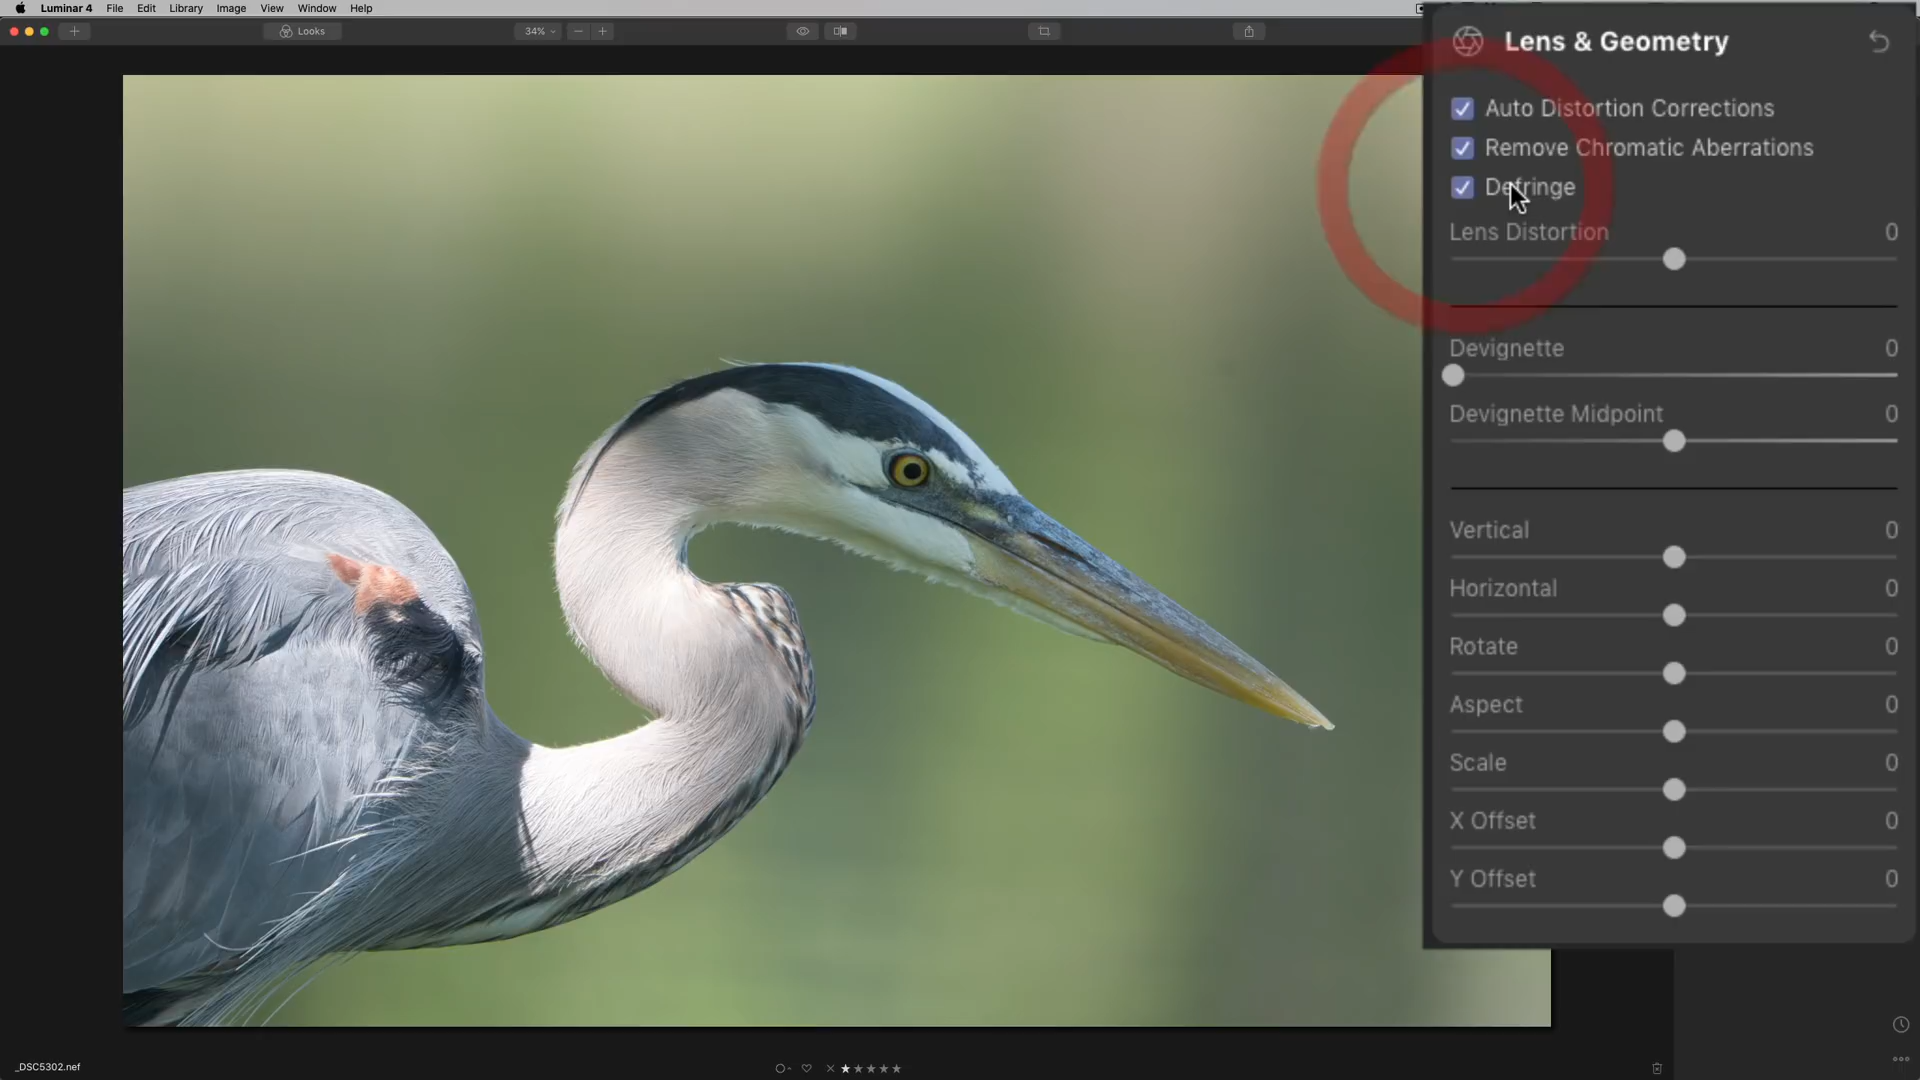 Luminar 4 File Edit Library Image View Window Help
Looks
34%
Lens & Geometry
Auto Distortion Corrections
Remove Chromatic Aberrations
Defringe
Lens Distortion 0
Devignette 0
Devignette Midpoint 0
Vertical 0
Horizontal 0
Rotate 0
Aspect 0
Scale 0
X Offset 0
Y Offset 0
_DSC5302.nef